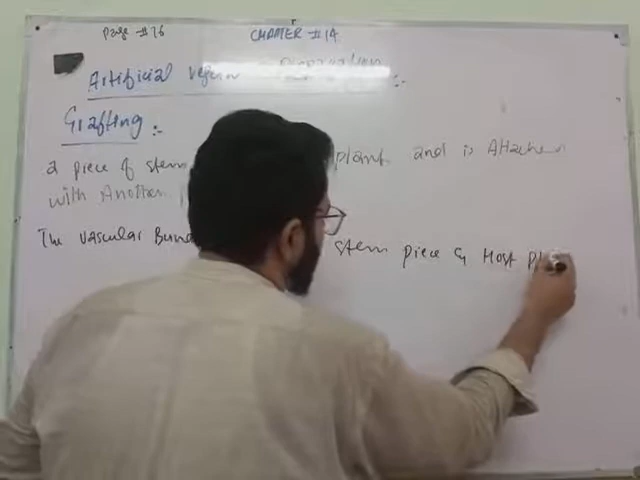 Page #76 CHAPTER #14
Artificial Propagation :-
Grafting :-
a piece of stem plant and is Attached
with Another
The vascular Bund stem piece & Host pl